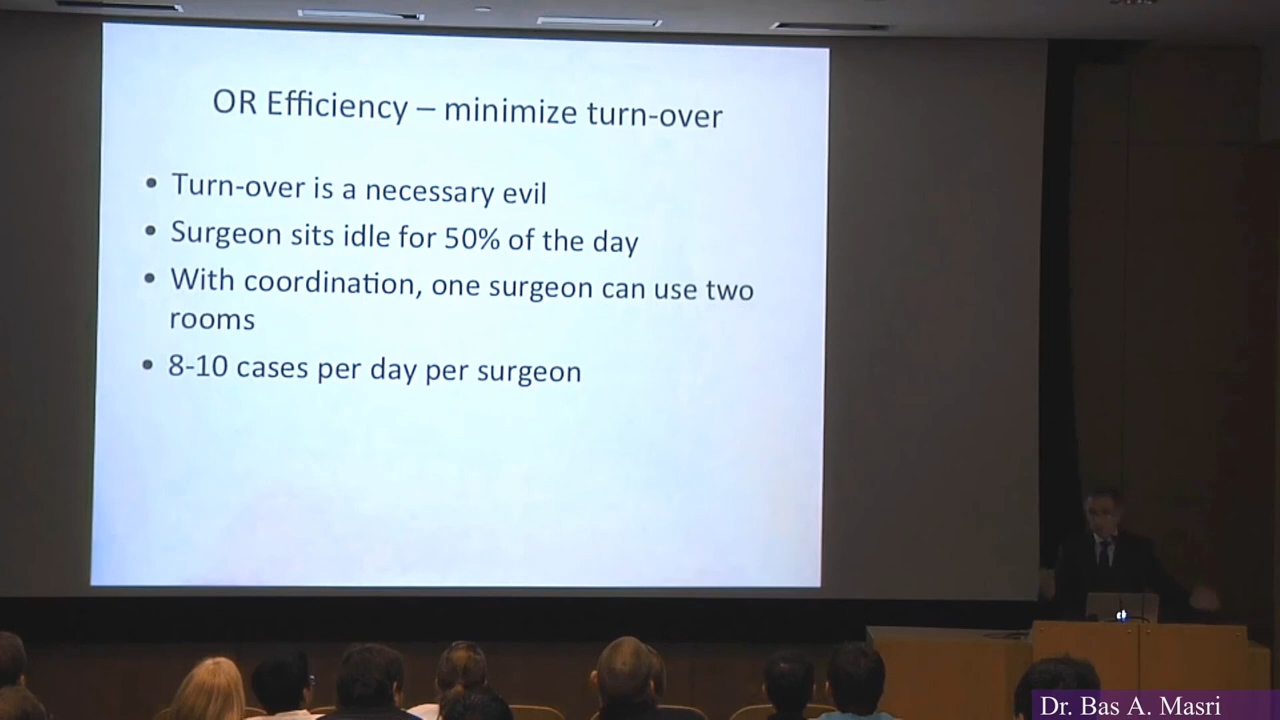 OR Efficiency – minimize turn-over
• Turn-over is a necessary evil
• Surgeon sits idle for 50% of the day
• With coordination, one surgeon can use two
rooms
• 8-10 cases per day per surgeon
Dr. Bas A. Masri